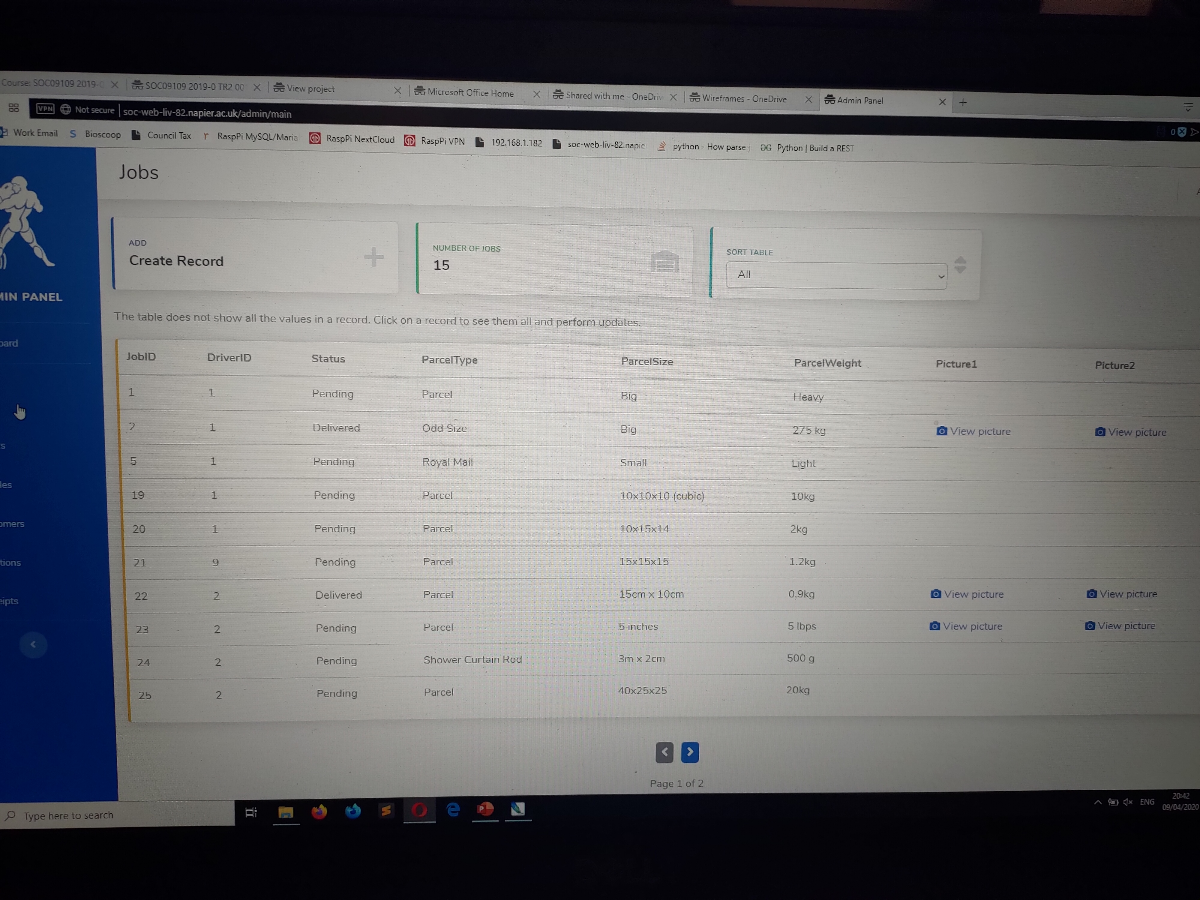 Course: SOC09109 2019- SOC09109 2019-0 TR2 00 View project Microsoft Office Home Shared with me - OneDriv Wireframes - OneDrive Admin Panel
VPN Not secure soc-web-liv-82.napier.ac.uk/admin/main
Work Email Bioscoop Council Tax RaspPi MySQL/Maria RaspPi NextCloud RaspPi VPN 192.168.1.182 soc-web-liv-82.napie python - How parse DG Python | Build a REST
Jobs
ADD
Create Record
NUMBER OF JOBS
15
SORT TABLE
All
MIN PANEL
oard
s
les
omers
tions
eipts
The table does not show all the values in a record. Click on a record to see them all and perform updates.
JobID DriverID Status ParcelType ParcelSize ParcelWeight Picture1 Picture2
1 1 Pending Parcel Big Heavy
2 1 Delivered Odd Size Big 275 kg View picture View picture
5 1 Pending Royal Mail Small Light
19 1 Pending Parcel 10x10x10 (cubic) 10kg
20 1 Pending Parcel 10x15x14 2kg
21 9 Pending Parcel 15x15x15 1.2kg
22 2 Delivered Parcel 15cm x 10cm 0.9kg View picture View picture
23 2 Pending Parcel 5 inches 5 lbps View picture View picture
24 2 Pending Shower Curtain Rod 3m x 2cm 500 g
25 2 Pending Parcel 40x25x25 20kg
Page 1 of 2
Type here to search
ENG
20:42
09/04/2020